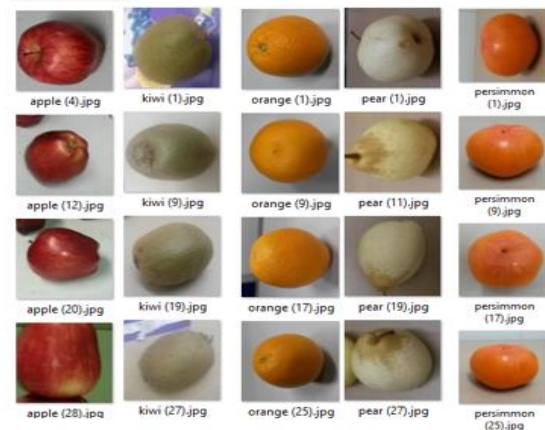 apple (4).jpg
kiwi (1).jpg
orange (1).jpg
pear (1).jpg
persimmon
(1).jpg
apple (12).jpg
kiwi (9).jpg
orange (9).jpg
pear (11).jpg
persimmon
(9).jpg
apple (20).jpg
kiwi (19).jpg
orange (17).jpg
pear (19).jpg
persimmon
(17).jpg
apple (28).jpg
kiwi (27).jpg
orange (25).jpg
pear (27).jpg
persimmon
(25).jpg